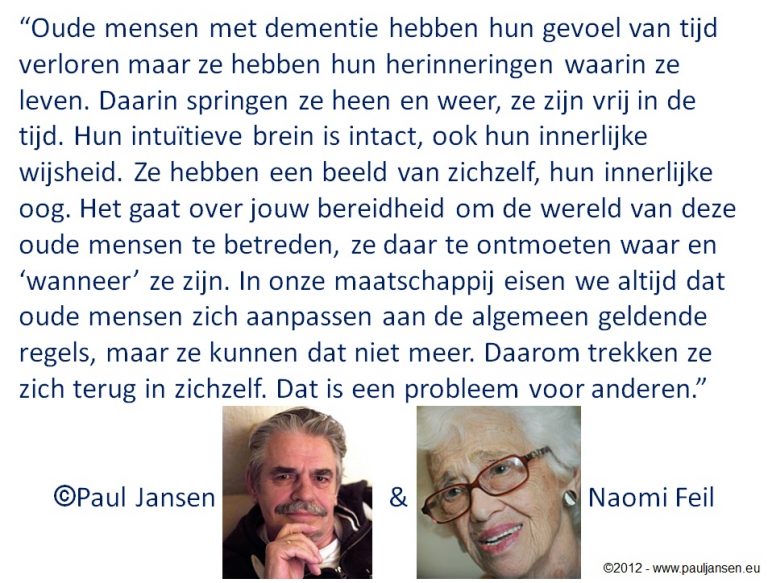 “Oude mensen met dementie hebben hun gevoel van tijd
verloren maar ze hebben hun herinneringen waarin ze
leven. Daarin springen ze heen en weer, ze zijn vrij in de
tijd. Hun intuïtieve brein is intact, ook hun innerlijke
wijsheid. Ze hebben een beeld van zichzelf, hun innerlijke
oog. Het gaat over jouw bereidheid om de wereld van deze
oude mensen te betreden, ze daar te ontmoeten waar en
‘wanneer’ ze zijn. In onze maatschappij eisen we altijd dat
oude mensen zich aanpassen aan de algemeen geldende
regels, maar ze kunnen dat niet meer. Daarom trekken ze
zich terug in zichzelf. Dat is een probleem voor anderen.”
©Paul Jansen & Naomi Feil
©2012 - www.pauljansen.eu